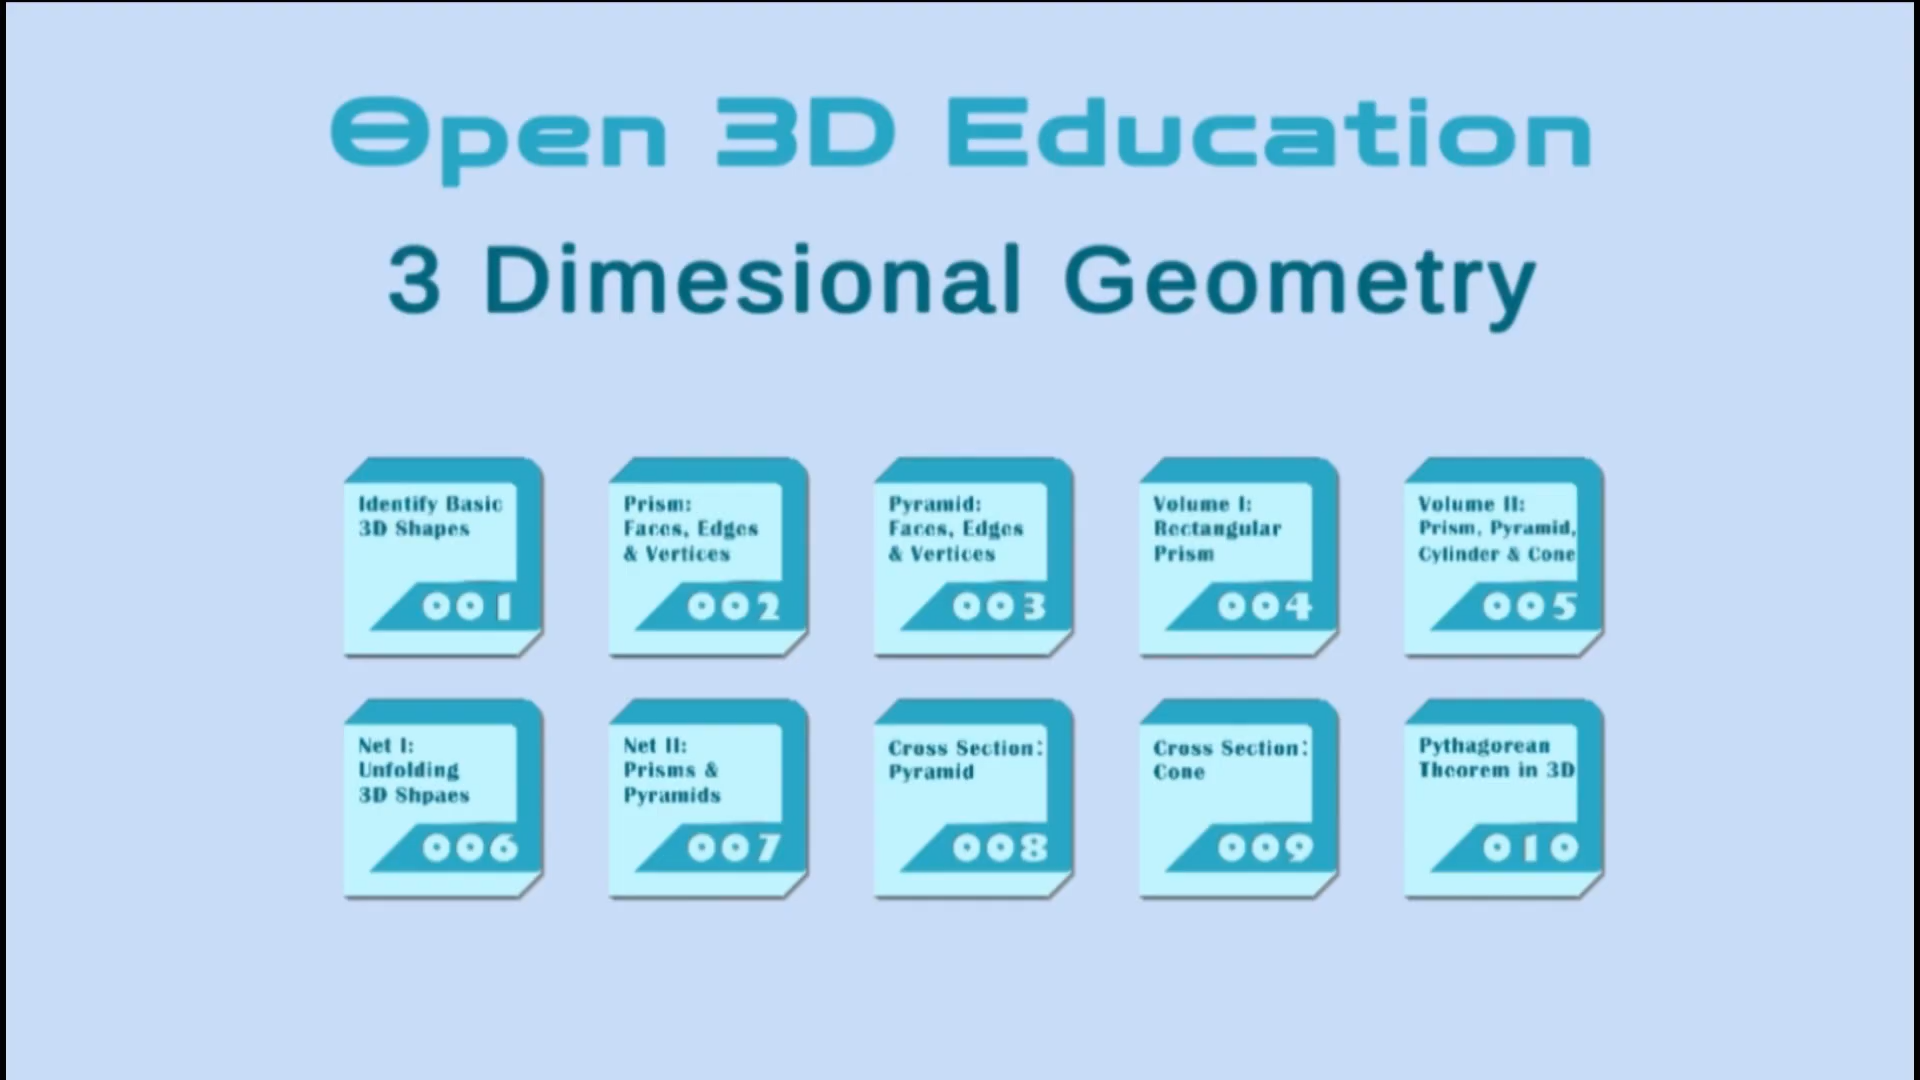 Open 3D Education
3 Dimesional Geometry
Identify Basic
3D Shapes
001
Prism:
Faces, Edges
& Vertices
002
Pyramid:
Faces, Edges
& Vertices
003
Volume I:
Rectangular
Prism
004
Volume II:
Prism, Pyramid,
Cylinder & Cone
005
Net I:
Unfolding
3D Shpaes
006
Net II:
Prisms &
Pyramids
007
Cross Section:
Pyramid
008
Cross Section:
Cone
009
Pythagorean
Theorem in 3D
010